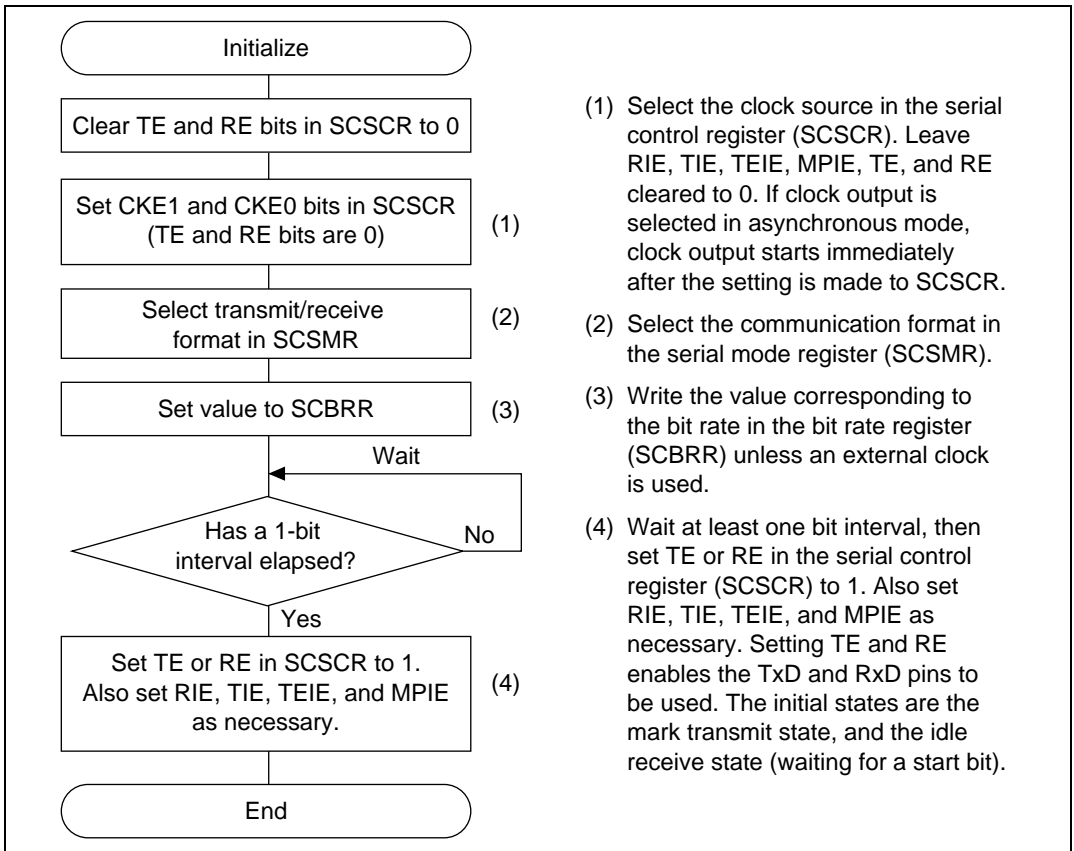 Initialize
Clear TE and RE bits in SCSCR to 0
Set CKE1 and CKE0 bits in SCSCR
(TE and RE bits are 0)
(1)
Select transmit/receive
format in SCSMR
(2)
Set value to SCBRR
(3)
Wait
Has a 1-bit
interval elapsed?
No
Yes
Set TE or RE in SCSCR to 1.
Also set RIE, TIE, TEIE, and MPIE
as necessary.
(4)
End
(1) Select the clock source in the serial
control register (SCSCR). Leave
RIE, TIE, TEIE, MPIE, TE, and RE
cleared to 0. If clock output is
selected in asynchronous mode,
clock output starts immediately
after the setting is made to SCSCR.
(2) Select the communication format in
the serial mode register (SCSMR).
(3) Write the value corresponding to
the bit rate in the bit rate register
(SCBRR) unless an external clock
is used.
(4) Wait at least one bit interval, then
set TE or RE in the serial control
register (SCSCR) to 1. Also set
RIE, TIE, TEIE, and MPIE as
necessary. Setting TE and RE
enables the TxD and RxD pins to
be used. The initial states are the
mark transmit state, and the idle
receive state (waiting for a start bit).